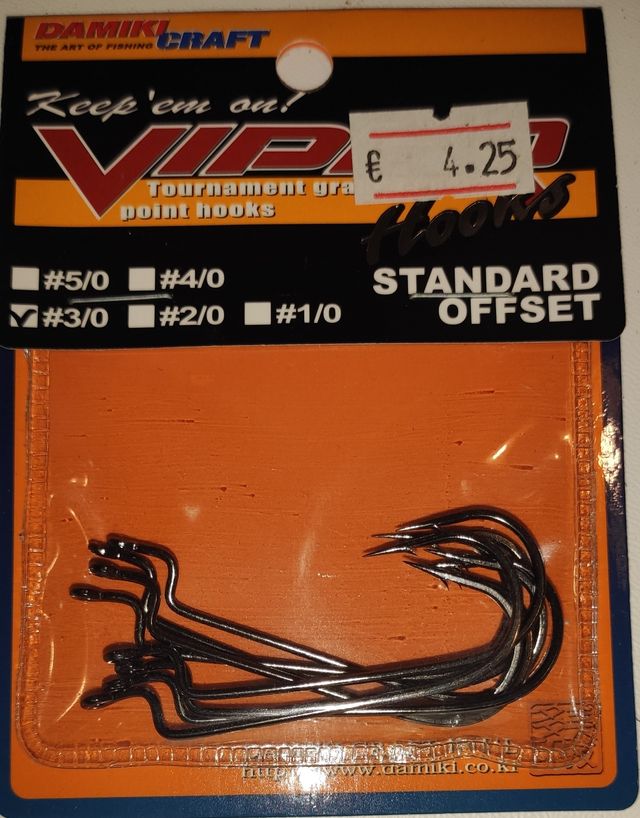 DAMIKI CRAFT
THE ART OF FISHING
Keep 'em on!
€ 4.25
Tournament
point hooks
Hooks
#5/0 #4/0
#3/0 #2/0 #1/0
STANDARD
OFFSET
http://www.damiki.co.kr